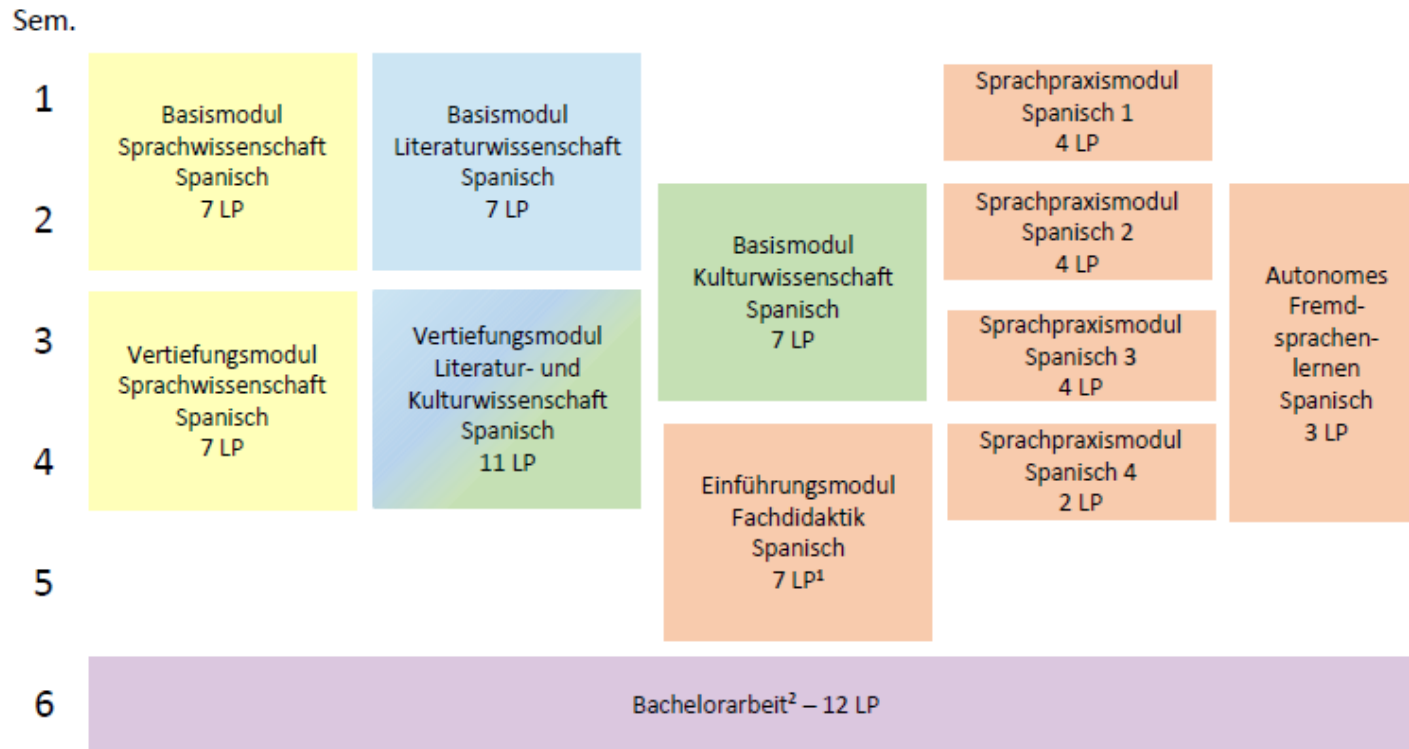 Sem.
1
Basismodul
Sprachwissenschaft
Spanisch
7 LP
Basismodul
Literaturwissenschaft
Spanisch
7 LP
Sprachpraxismodul
Spanisch 1
4 LP
2
Basismodul
Kulturwissenschaft
Spanisch
7 LP
Sprachpraxismodul
Spanisch 2
4 LP
Autonomes
Fremd-
sprachen-
lernen
Spanisch
3 LP
3
Vertiefungsmodul
Sprachwissenschaft
Spanisch
7 LP
Vertiefungsmodul
Literatur- und
Kulturwissenschaft
Spanisch
11 LP
Sprachpraxismodul
Spanisch 3
4 LP
4
Einführungsmodul
Fachdidaktik
Spanisch
7 LP¹
Sprachpraxismodul
Spanisch 4
2 LP
5
6
Bachelorarbeit² – 12 LP